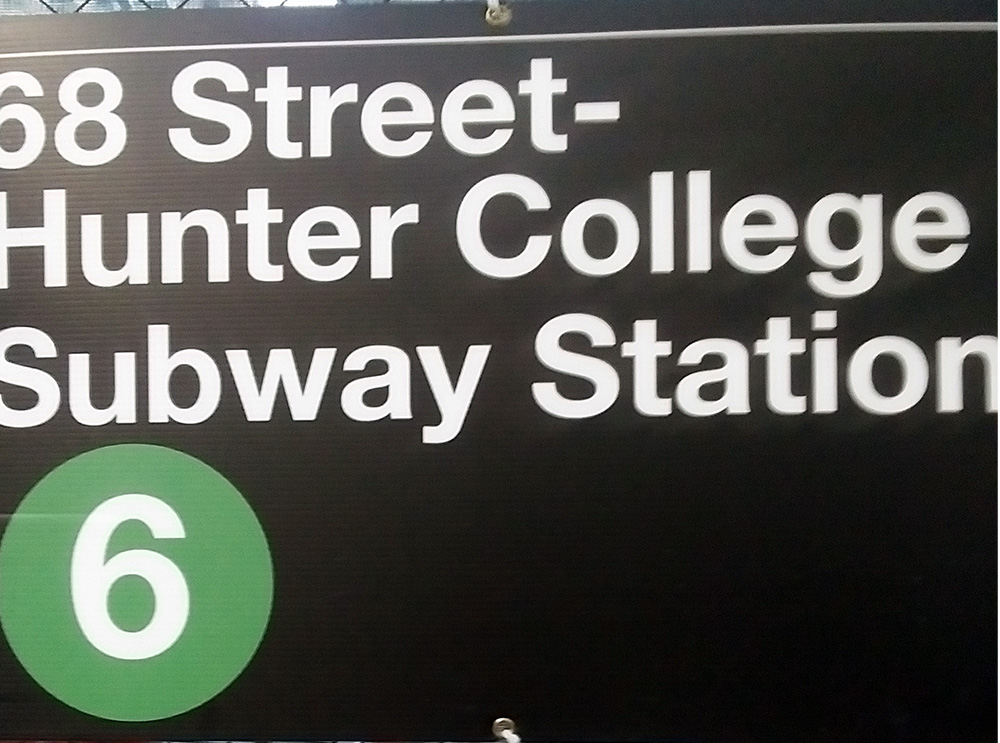 68 Street-
Hunter College
Subway Station
6